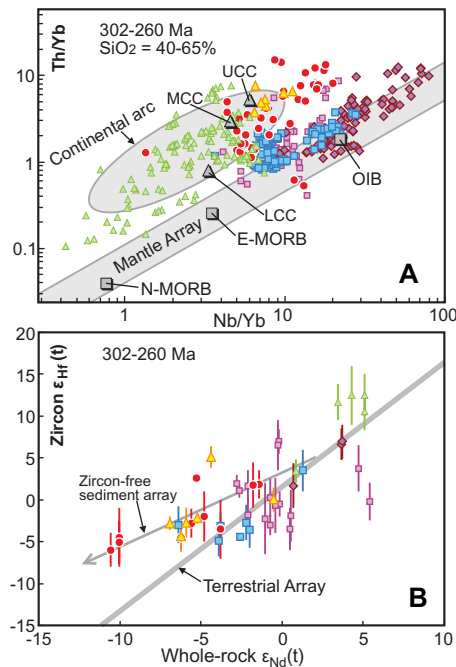 302-260 Ma
SiO2 = 40-65%
Th/Yb
10
1
0.1
UCC
MCC
Continental arc
OIB
LCC
Mantle Array
E-MORB
N-MORB
A
1
10
100
Nb/Yb
302-260 Ma
Zircon εHf (t)
20
15
10
5
0
-5
-10
-15
Zircon-free
sediment array
Terrestrial Array
B
-15
-10
-5
0
5
10
Whole-rock εNd(t)